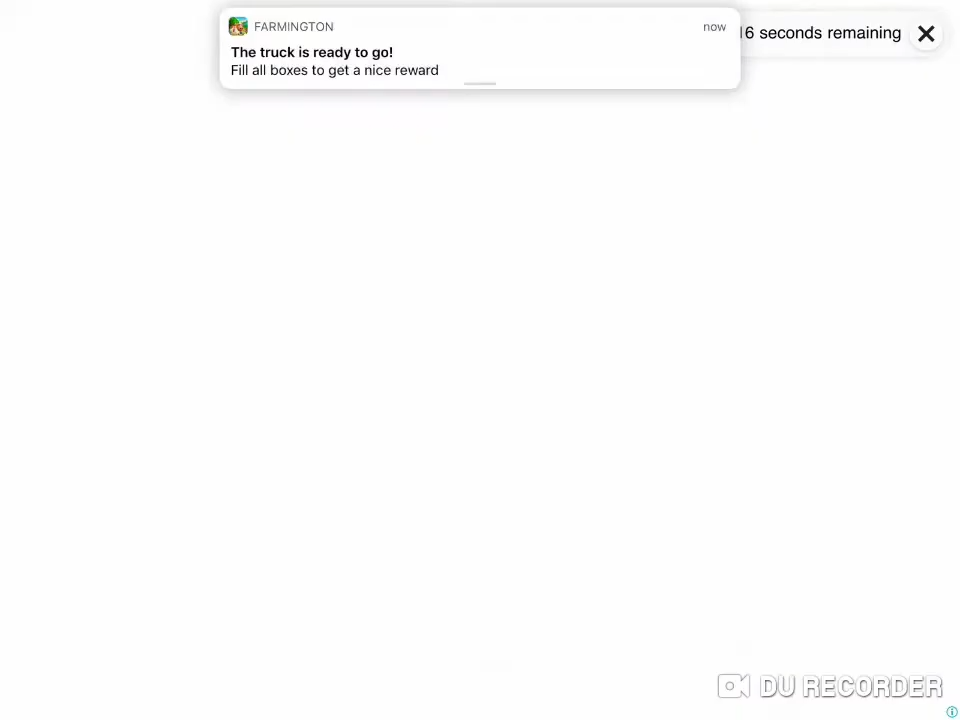 FARMINGTON
now
The truck is ready to go!
Fill all boxes to get a nice reward
6 seconds remaining
DU RECORDER